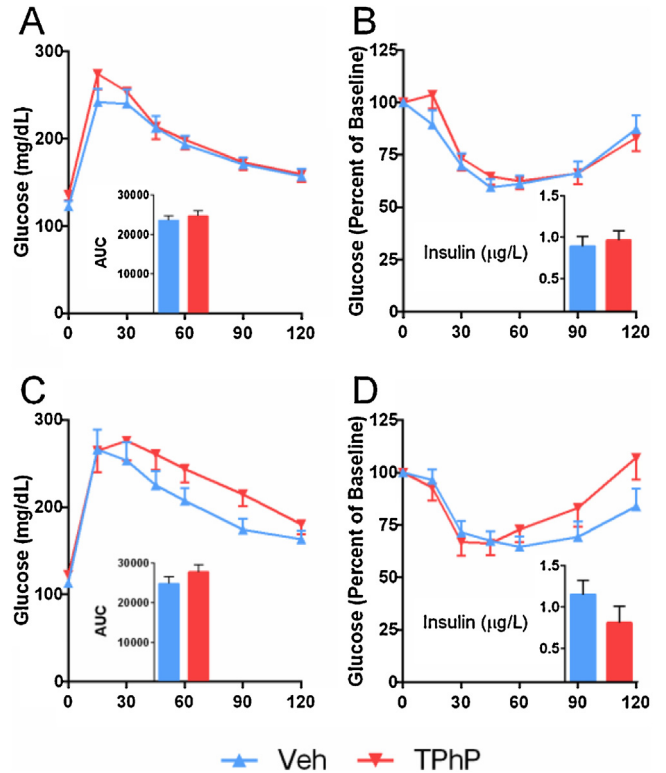 A
Glucose (mg/dL)
300
200
100
0
0 30 60 90 120
AUC
30000
20000
10000
B
Glucose (Percent of Baseline)
125
100
75
50
25
0
0 30 60 90 120
Insulin (μg/L)
1.5
1.0
0.5
C
Glucose (mg/dL)
300
200
100
0
0 30 60 90 120
AUC
30000
20000
10000
D
Glucose (Percent of Baseline)
125
100
75
50
25
0
0 30 60 90 120
Insulin (μg/L)
1.5
1.0
0.5
Veh TPhP